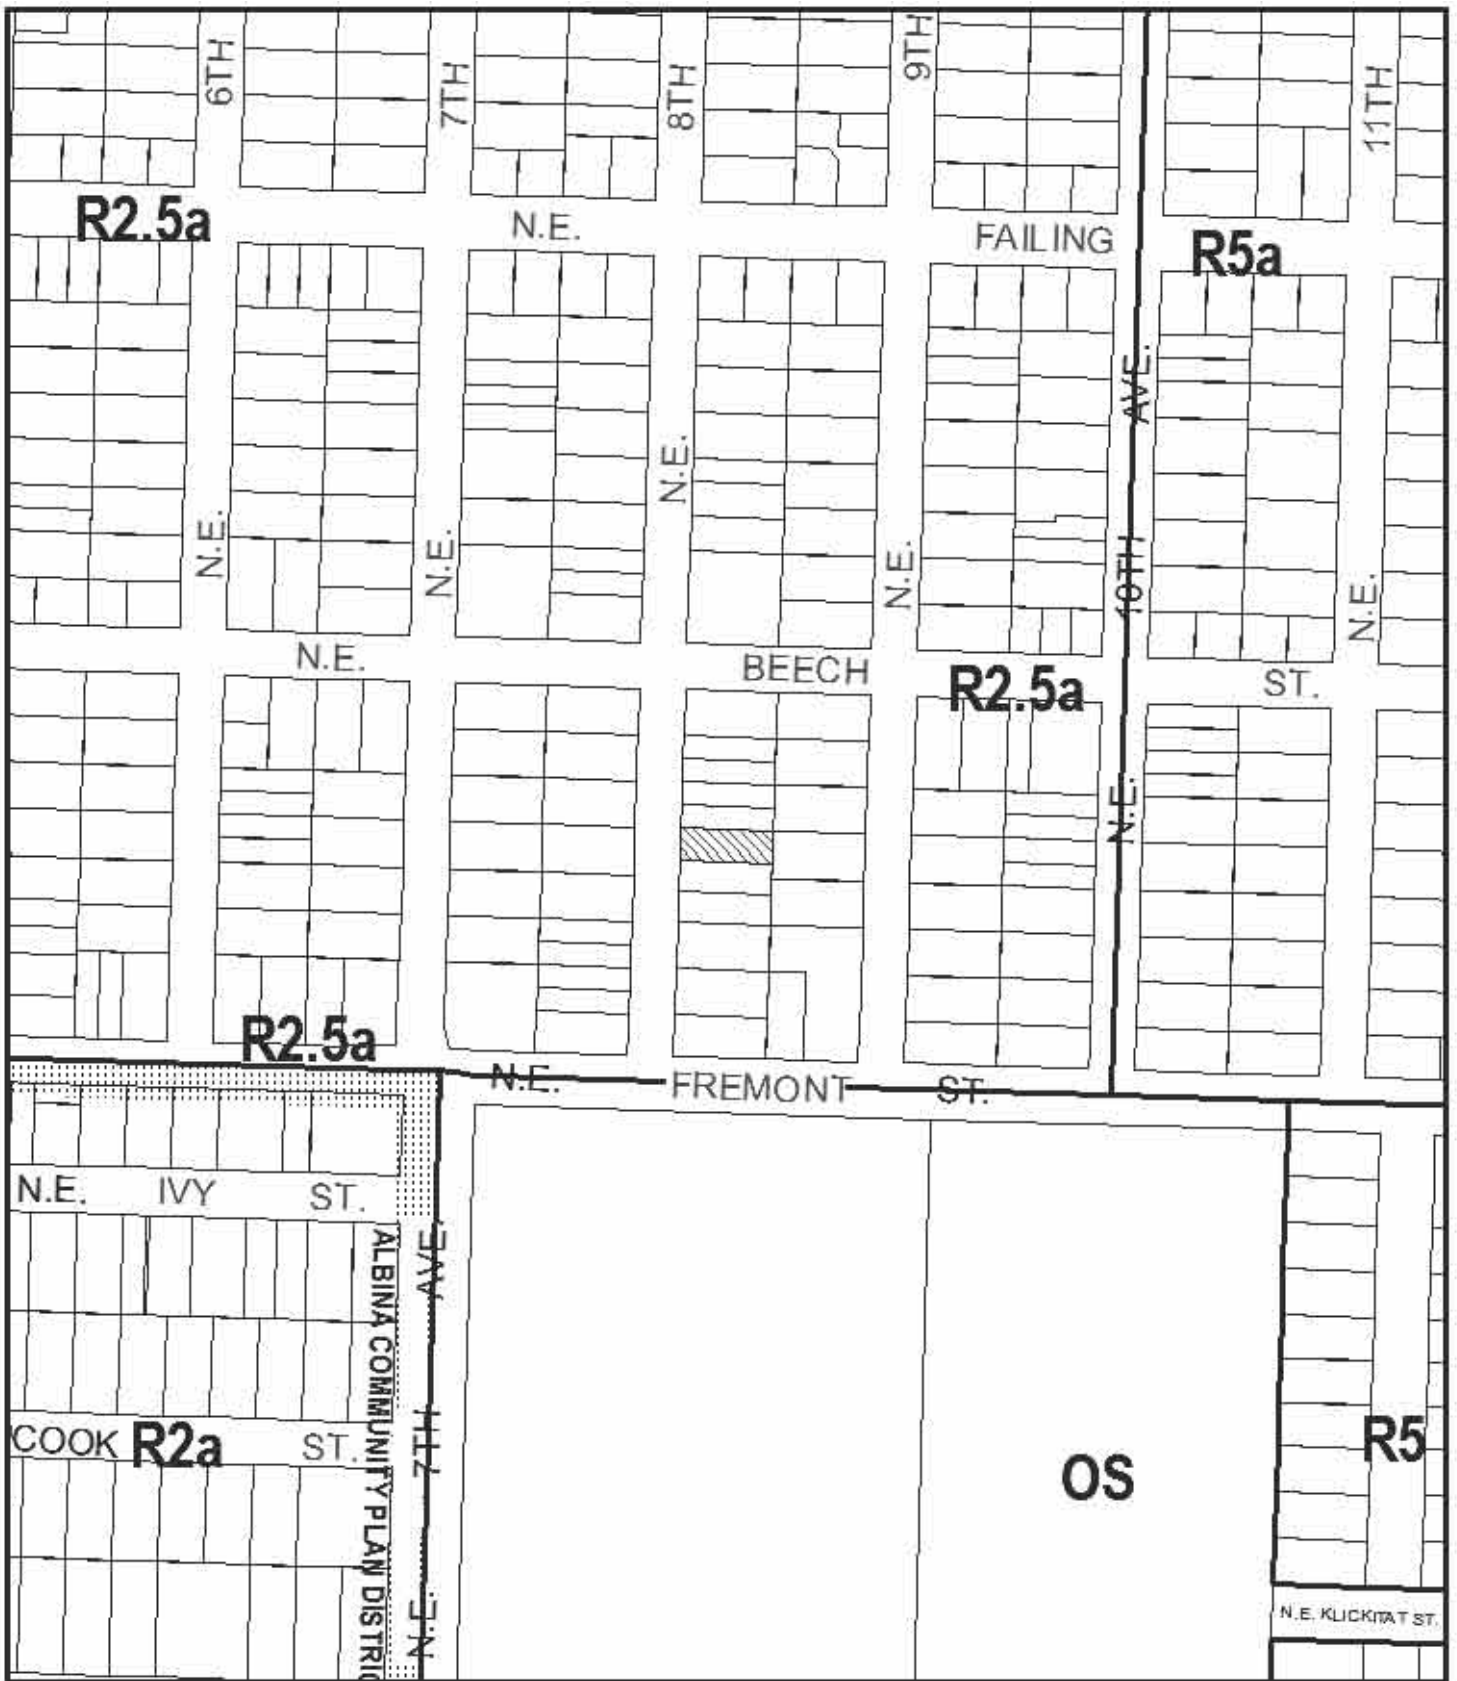 6TH
7TH
8TH
9TH
11TH
R2.5a
N.E.
FAILING
R5a
AVE.
N.E.
N.E.
N.E.
N.E.
10TH
N.E.
N.E.
BEECH
R2.5a
ST.
N.E.
R2.5a
N.E.
FREMONT
ST.
N.E.
IVY
ST.
AVE.
ALBINA COMMUNITY PLAN DISTRIC
COOK
R2a
ST.
7TH
OS
R5
N.E.
N.E. KLICKITAT ST.